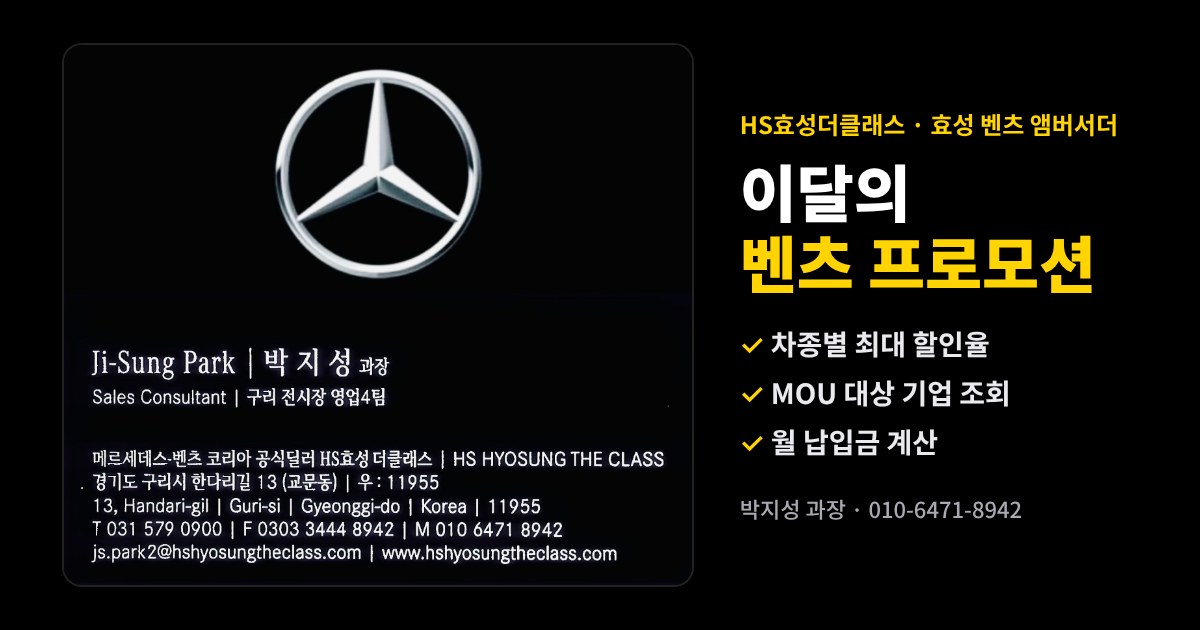 Ji-Sung Park | 박 지 성 과장
Sales Consultant | 구리 전시장 영업4팀
메르세데스-벤츠 코리아 공식딜러 HS효성 더클래스 | HS HYOSUNG THE CLASS
경기도 구리시 한다리길 13 (교문동) | 우 : 11955
13, Handari-gil | Guri-si | Gyeonggi-do | Korea | 11955
T 031 579 0900 | F 0303 3444 8942 | M 010 6471 8942
js.park2@hshyosungtheclass.com | www.hshyosungtheclass.com
HS효성더클래스 · 효성 벤츠 앰버서더
이달의
벤츠 프로모션
✓ 차종별 최대 할인율
✓ MOU 대상 기업 조회
✓ 월 납입금 계산
박지성 과장 · 010-6471-8942